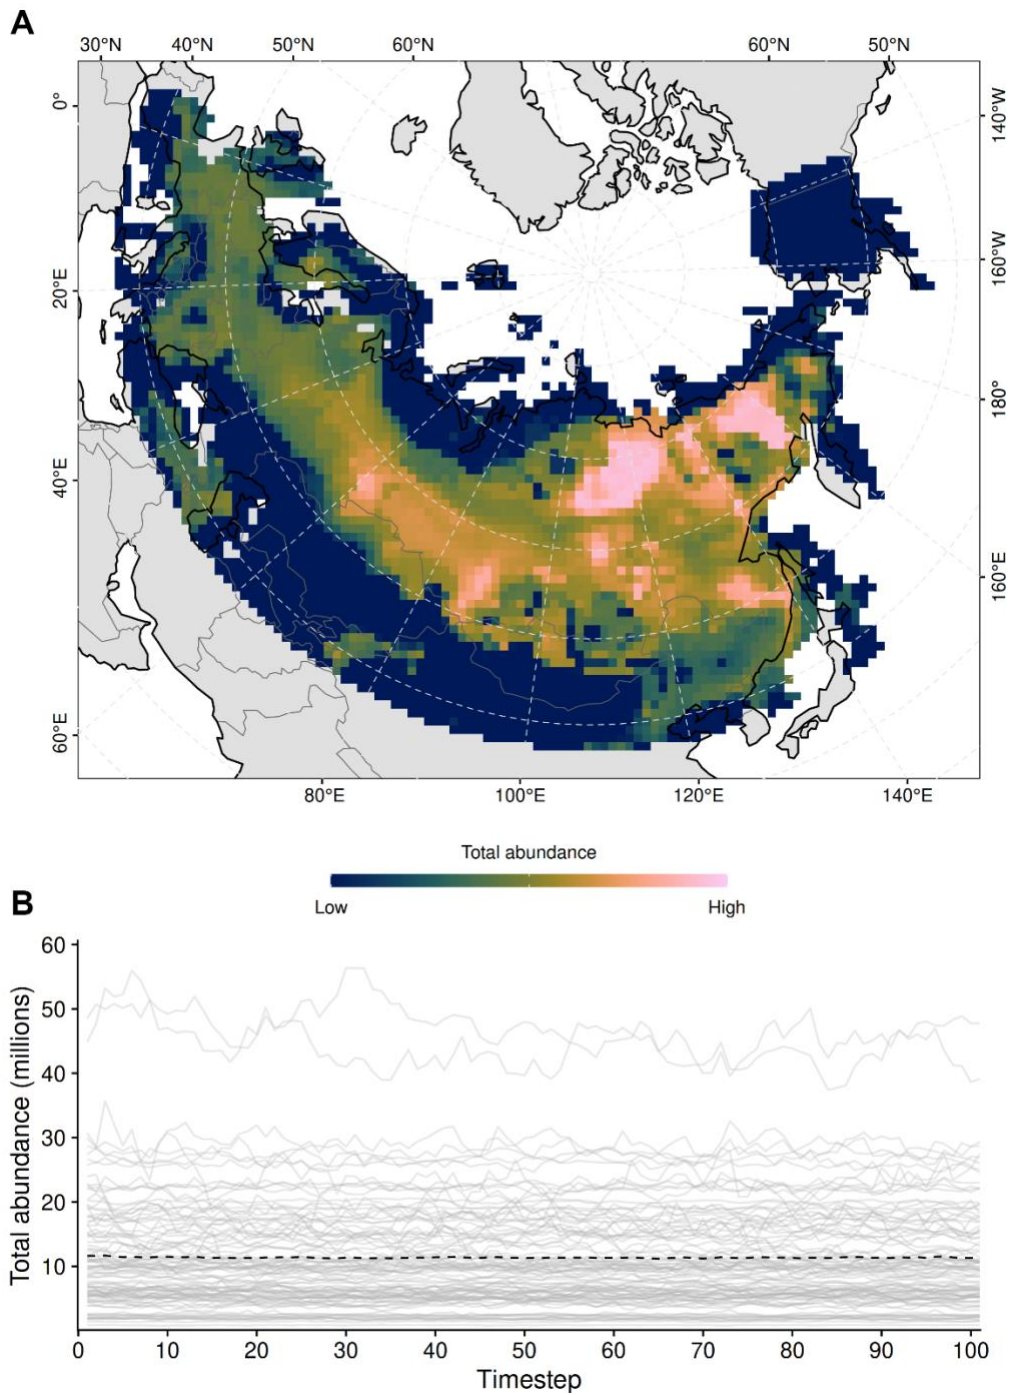 A
30°N 40°N 50°N 60°N 60°N 50°N
0°
20°E
40°E
60°E
140°W
160°W
180°
160°E
80°E 100°E 120°E 140°E
Total abundance
Low High
B
Total abundance (millions)
60
50
40
30
20
10
0 10 20 30 40 50 60 70 80 90 100
Timestep